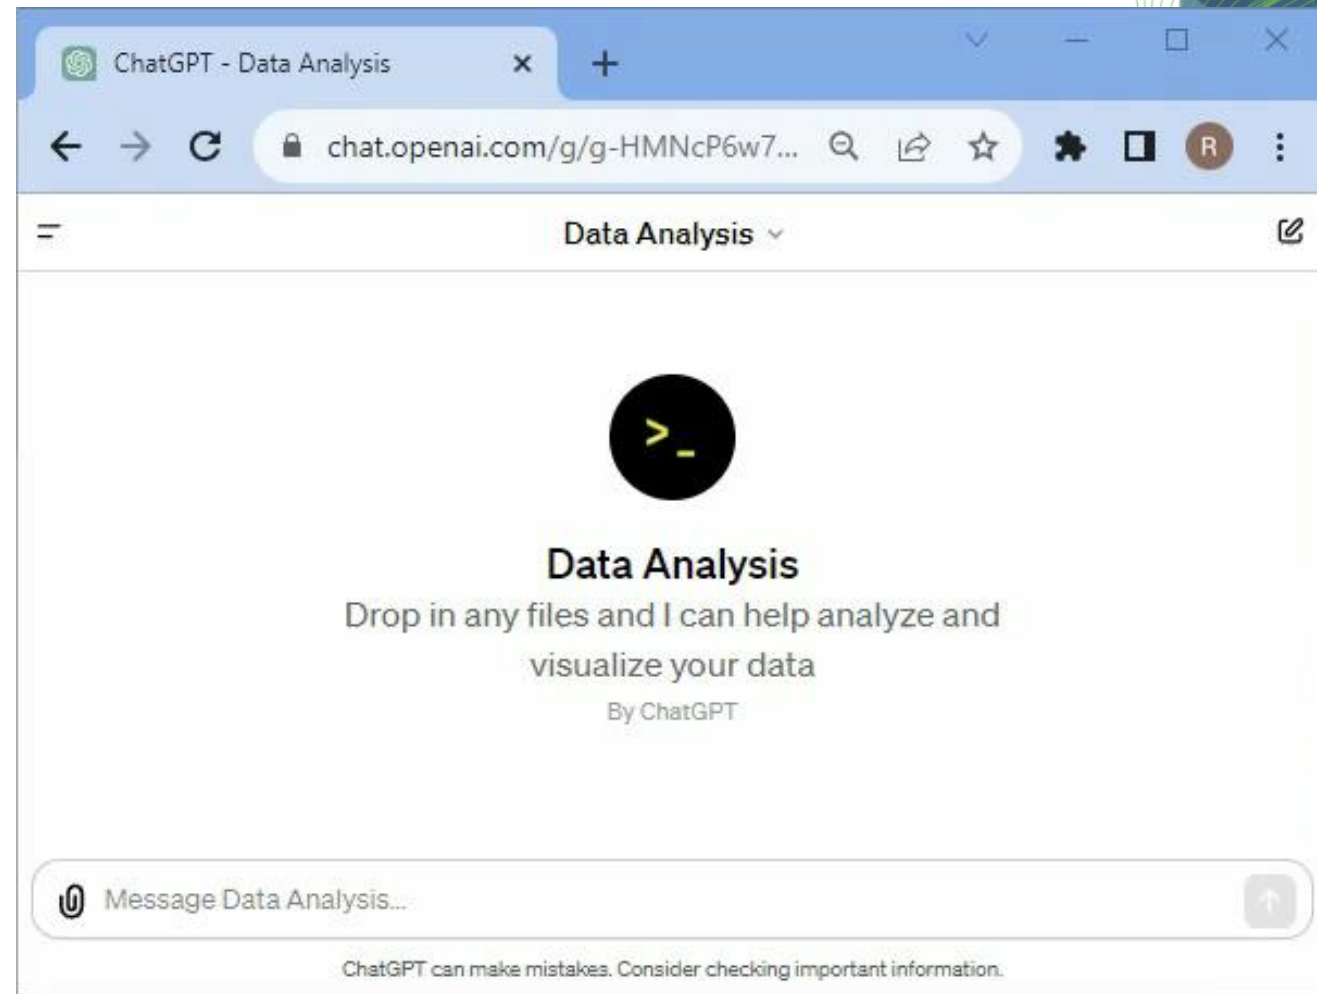 ChatGPT - Data Analysis
chat.openai.com/g/g-HMNcP6w7...
R
Data Analysis
>_
Data Analysis
Drop in any files and I can help analyze and
visualize your data
By ChatGPT
Message Data Analysis...
ChatGPT can make mistakes. Consider checking important information.